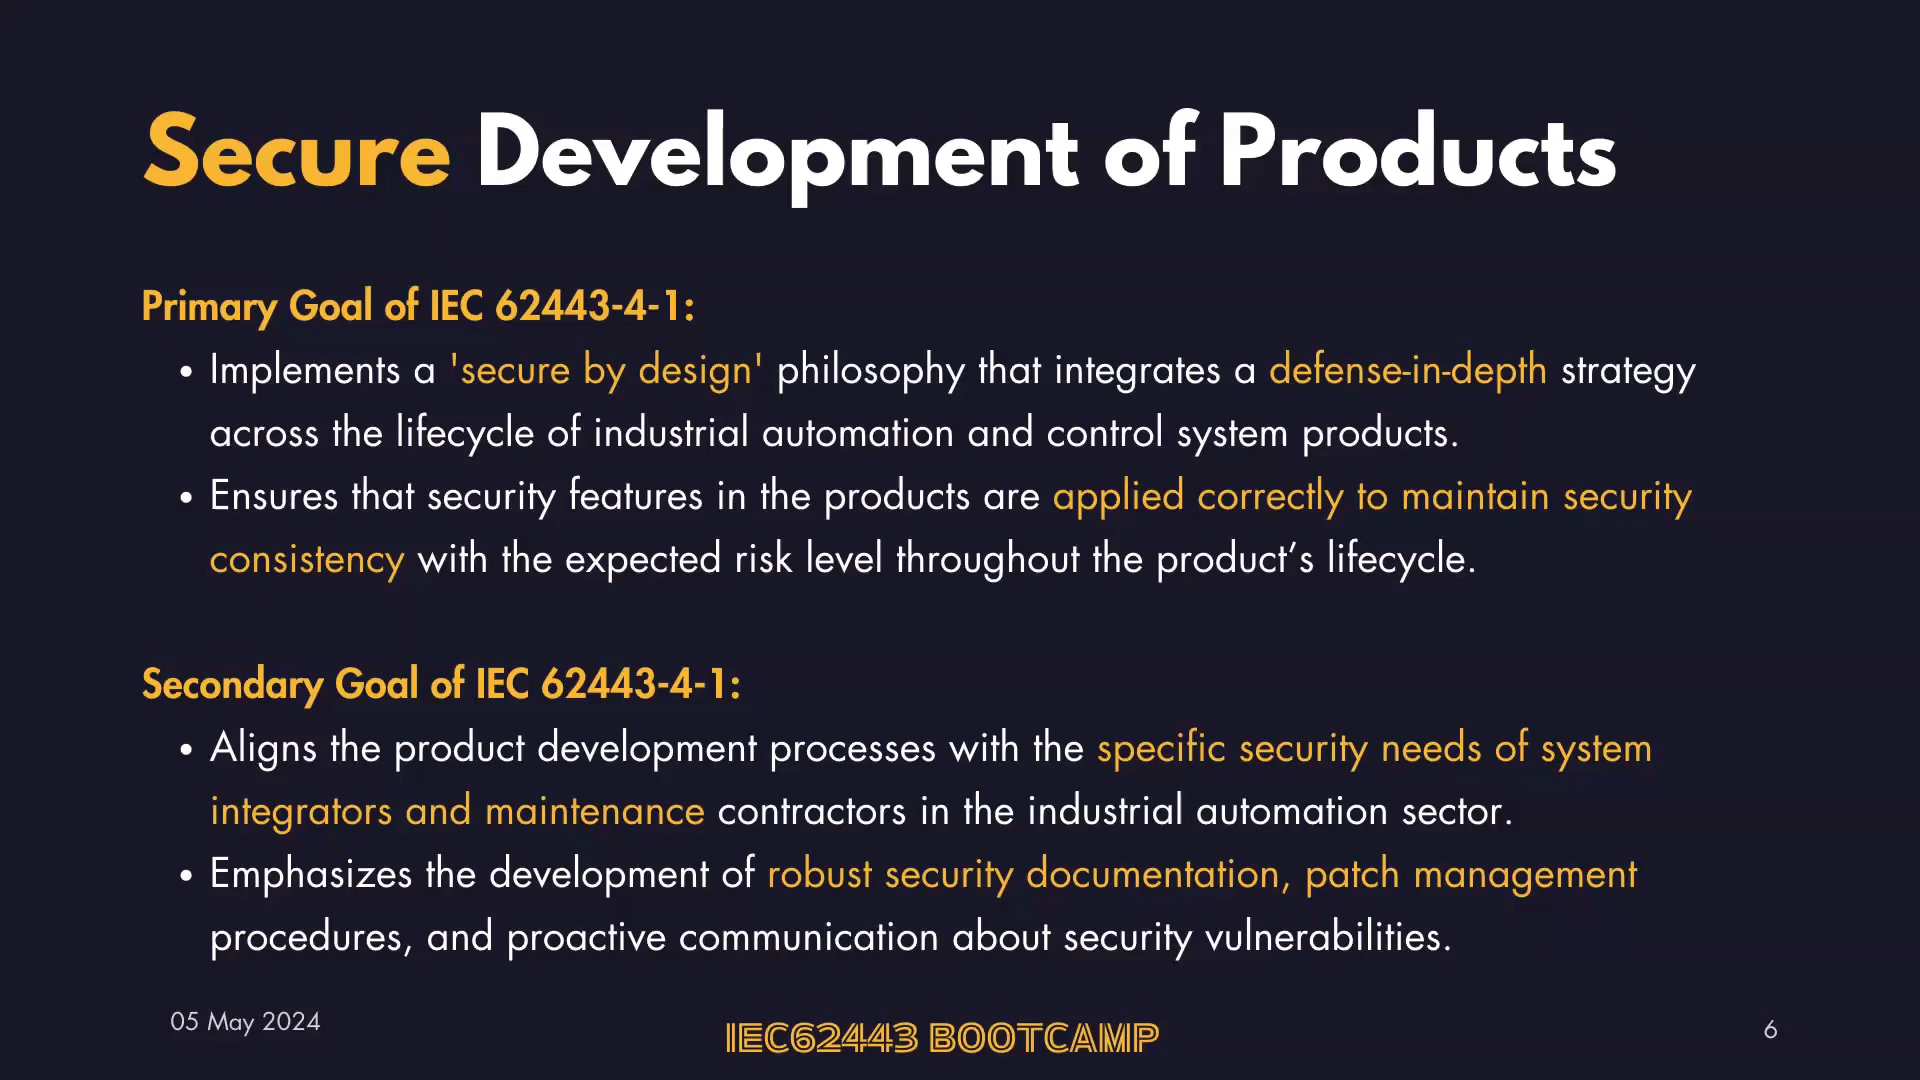 Secure Development of Products
Primary Goal of IEC 62443-4-1:
• Implements a 'secure by design' philosophy that integrates a defense-in-depth strategy
across the lifecycle of industrial automation and control system products.
• Ensures that security features in the products are applied correctly to maintain security
consistency with the expected risk level throughout the product’s lifecycle.
Secondary Goal of IEC 62443-4-1:
• Aligns the product development processes with the specific security needs of system
integrators and maintenance contractors in the industrial automation sector.
• Emphasizes the development of robust security documentation, patch management
procedures, and proactive communication about security vulnerabilities.
05 May 2024
IEC62443 BOOTCAMP
6